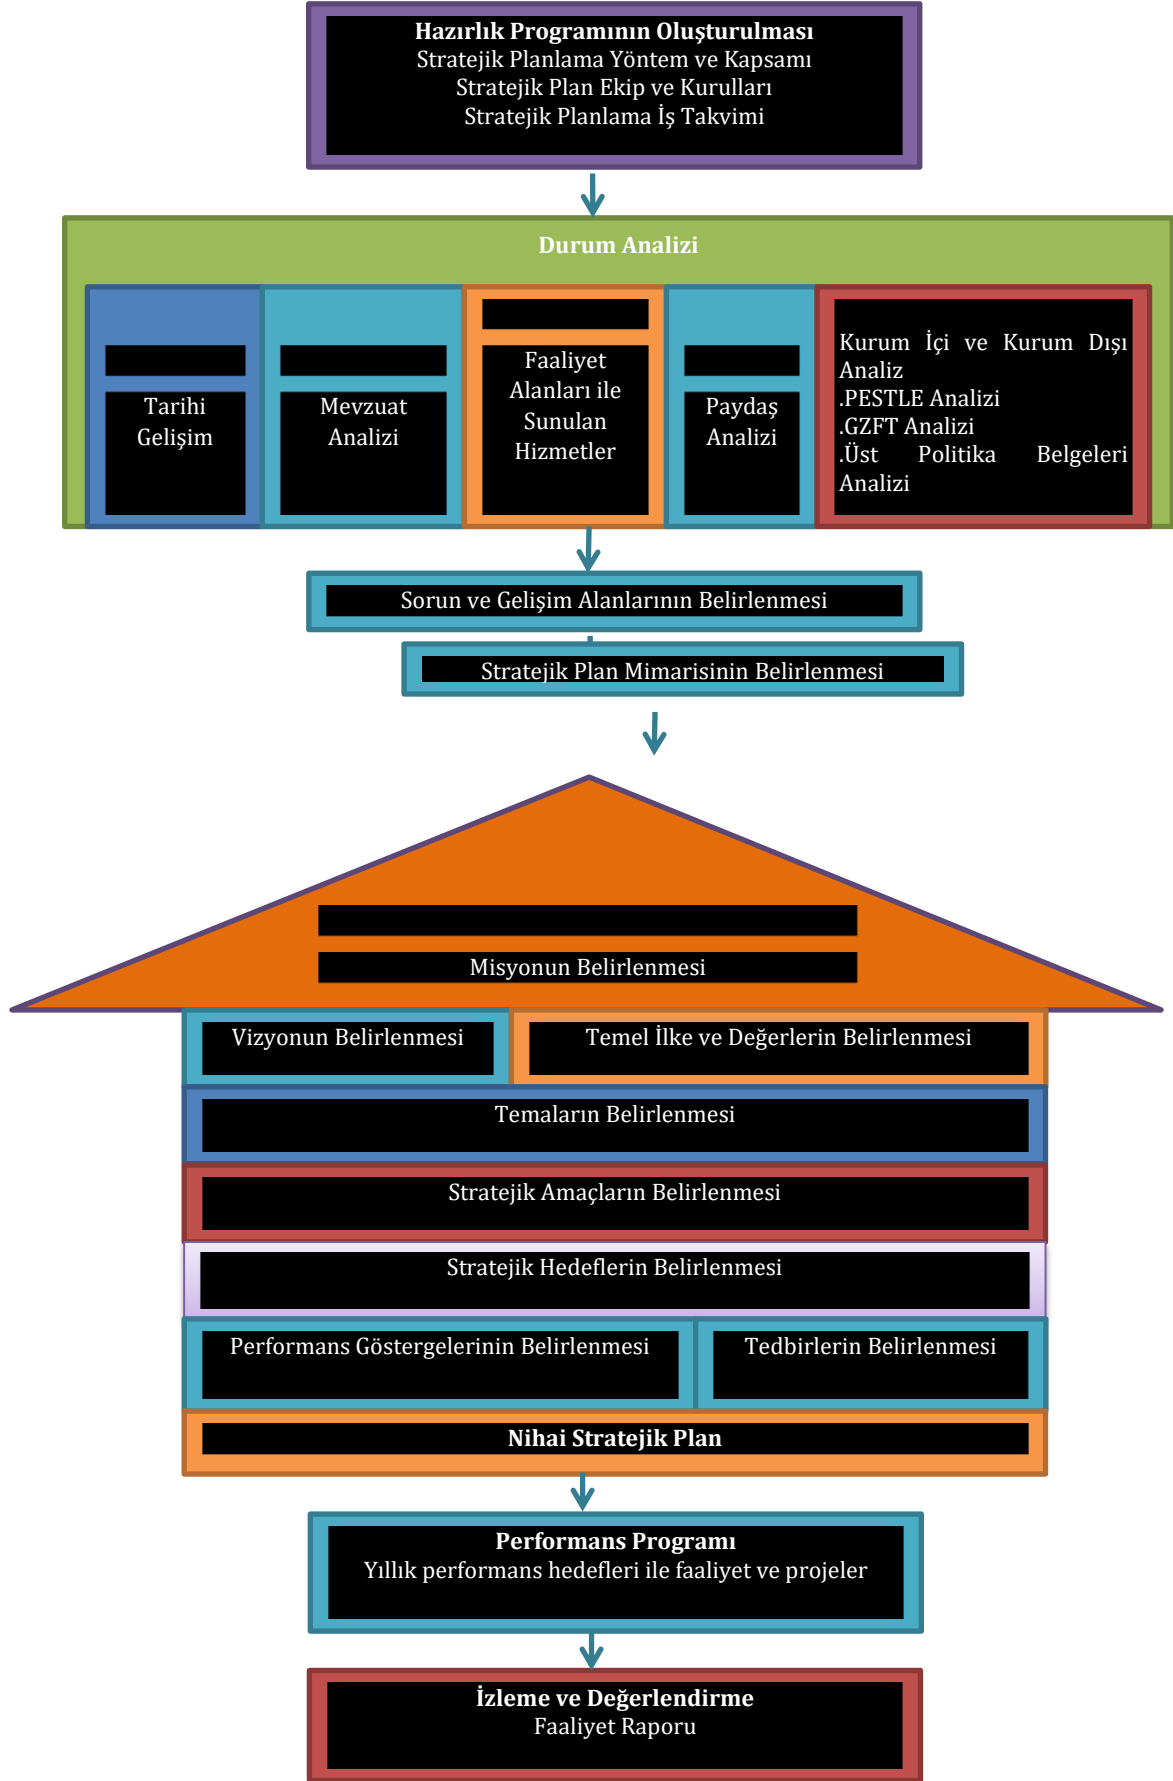 Hazırlık Programının Oluşturulması
Stratejik Planlama Yöntem ve Kapsamı
Stratejik Plan Ekip ve Kurulları
Stratejik Planlama İş Takvimi
Durum Analizi
Tarihi
Gelişim
Mevzuat
Analizi
Faaliyet
Alanları ile
Sunulan
Hizmetler
Paydaş
Analizi
Kurum İçi ve Kurum Dışı
Analiz
.PESTLE Analizi
.GZFT Analizi
.Üst Politika Belgeleri
Analizi
Sorun ve Gelişim Alanlarının Belirlenmesi
Stratejik Plan Mimarisinin Belirlenmesi
Misyonun Belirlenmesi
Vizyonun Belirlenmesi
Temel İlke ve Değerlerin Belirlenmesi
Temaların Belirlenmesi
Stratejik Amaçların Belirlenmesi
Stratejik Hedeflerin Belirlenmesi
Performans Göstergelerinin Belirlenmesi
Tedbirlerin Belirlenmesi
Nihai Stratejik Plan
Performans Programı
Yıllık performans hedefleri ile faaliyet ve projeler
İzleme ve Değerlendirme
Faaliyet Raporu